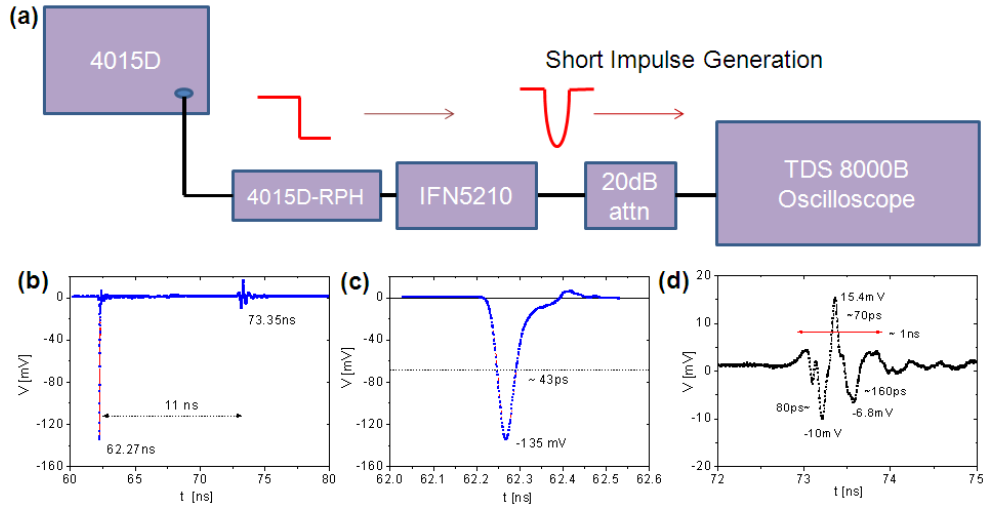 (a)
4015D
Short Impulse Generation
4015D-RPH
IFN5210
20dB
attn
TDS 8000B
Oscilloscope
(b)
0
-40
-80
-120
-160
V [mV]
73.35ns
11 ns
62.27ns
60 65 70 75 80
t [ns]
(c)
0
-40
-80
-120
-160
V [mV]
~ 43ps
-135 mV
62.0 62.1 62.2 62.3 62.4 62.5 62.6
t [ns]
(d)
20
10
0
-10
-20
V [mV]
15.4mV
~70ps
~ 1ns
80ps~
~160ps
-6.8mV
-10mV
72 73 74 75
t [ns]